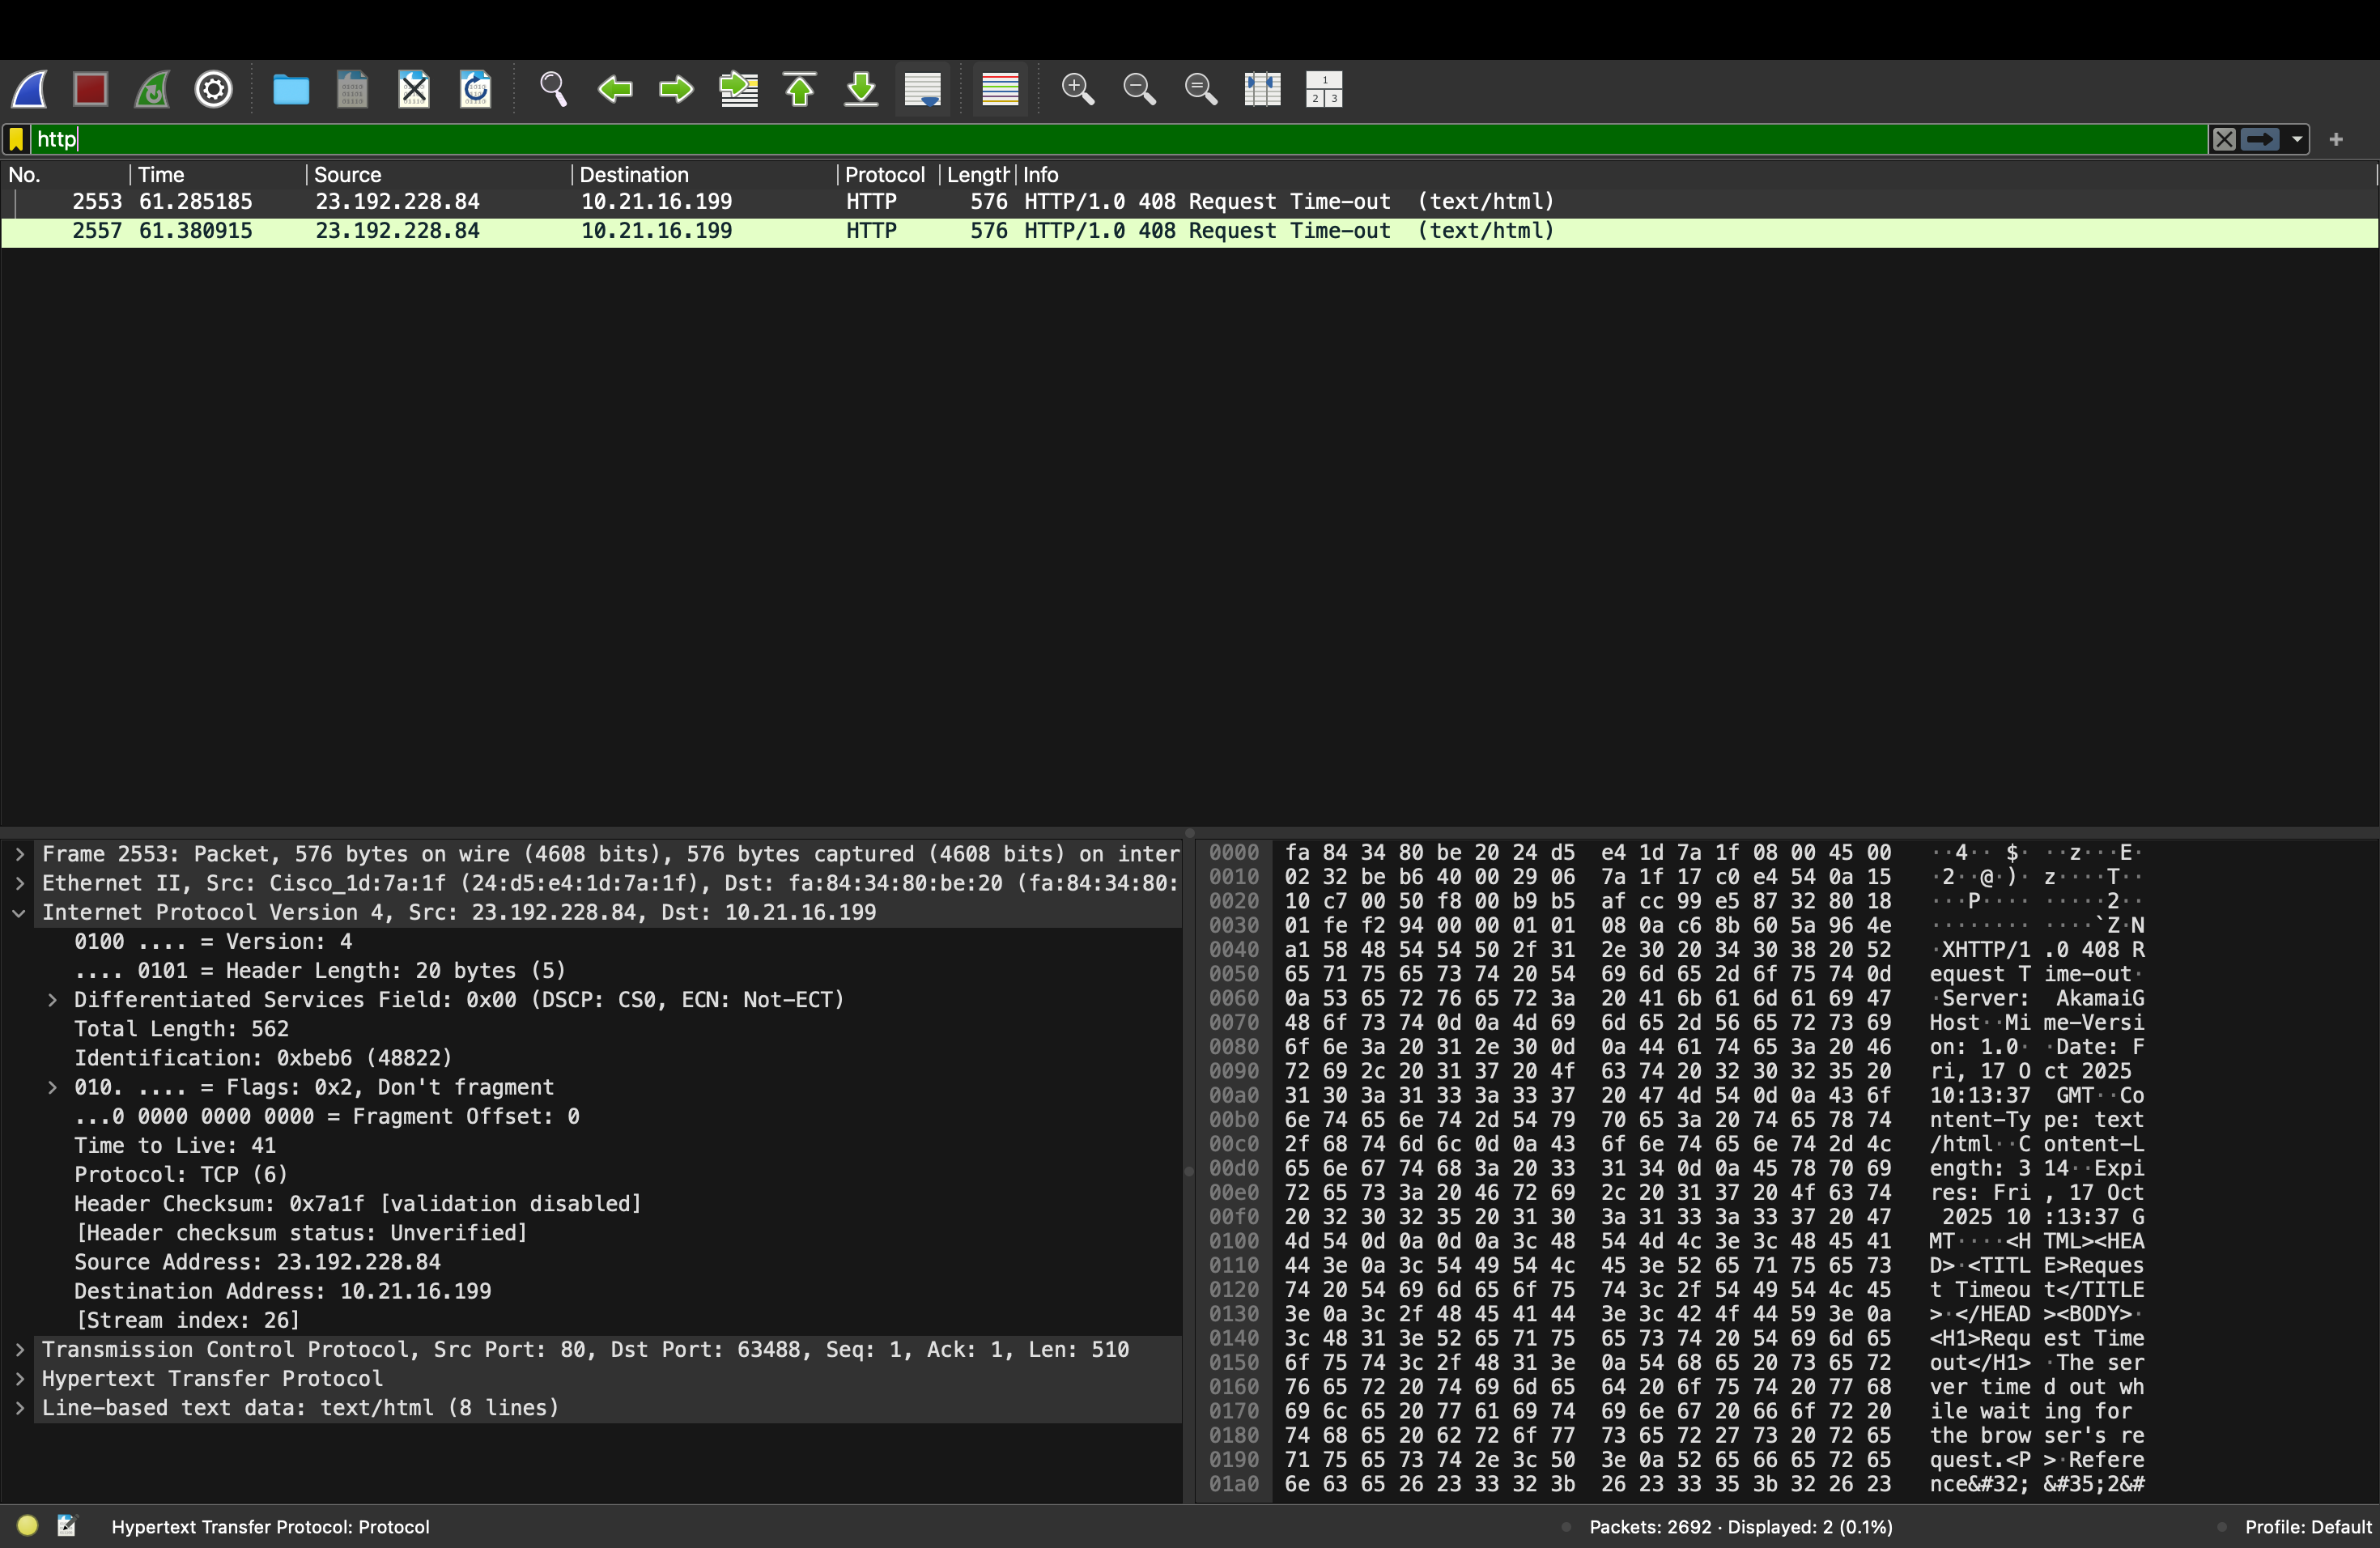 http
No. Time Source Destination Protocol Length Info
2553 61.285185 23.192.228.84 10.21.16.199 HTTP 576 HTTP/1.0 408 Request Time-out (text/html)
2557 61.380915 23.192.228.84 10.21.16.199 HTTP 576 HTTP/1.0 408 Request Time-out (text/html)
Frame 2553: Packet, 576 bytes on wire (4608 bits), 576 bytes captured (4608 bits) on inter
Ethernet II, Src: Cisco_1d:7a:1f (24:d5:e4:1d:7a:1f), Dst: fa:84:34:80:be:20 (fa:84:34:80:
Internet Protocol Version 4, Src: 23.192.228.84, Dst: 10.21.16.199
0100 .... = Version: 4
.... 0101 = Header Length: 20 bytes (5)
Differentiated Services Field: 0x00 (DSCP: CS0, ECN: Not-ECT)
Total Length: 562
Identification: 0xbeb6 (48822)
010. .... = Flags: 0x2, Don't fragment
...0 0000 0000 0000 = Fragment Offset: 0
Time to Live: 41
Protocol: TCP (6)
Header Checksum: 0x7a1f [validation disabled]
[Header checksum status: Unverified]
Source Address: 23.192.228.84
Destination Address: 10.21.16.199
[Stream index: 26]
Transmission Control Protocol, Src Port: 80, Dst Port: 63488, Seq: 1, Ack: 1, Len: 510
Hypertext Transfer Protocol
Line-based text data: text/html (8 lines)
0000 fa 84 34 80 be 20 24 d5 e4 1d 7a 1f 08 00 45 00 ··4·· $· ··z···E·
0010 02 32 be b6 40 00 29 06 7a 1f 17 c0 e4 54 0a 15 ·2··@·)· z····T··
0020 10 c7 00 50 f8 00 b9 b5 af cc 99 e5 87 32 80 18 ···P···· ·····2··
0030 01 fe f2 94 00 00 01 01 08 0a c6 8b 60 5a 96 4e ········ ····`Z·N
0040 a1 58 48 54 54 50 2f 31 2e 30 20 34 30 38 20 52 ·XHTTP/1 .0 408 R
0050 65 71 75 65 73 74 20 54 69 6d 65 2d 6f 75 74 0d equest T ime-out·
0060 0a 53 65 72 76 65 72 3a 20 41 6b 61 6d 61 69 47 ·Server: AkamaiG
0070 48 6f 73 74 0d 0a 4d 69 6d 65 2d 56 65 72 73 69 Host··Mi me-Versi
0080 6f 6e 3a 20 31 2e 30 0d 0a 44 61 74 65 3a 20 46 on: 1.0· ·Date: F
0090 72 69 2c 20 31 37 20 4f 63 74 20 32 30 32 35 20 ri, 17 O ct 2025
00a0 31 30 3a 31 33 3a 33 37 20 47 4d 54 0d 0a 43 6f 10:13:37 GMT··Co
00b0 6e 74 65 6e 74 2d 54 79 70 65 3a 20 74 65 78 74 ntent-Ty pe: text
00c0 2f 68 74 6d 6c 0d 0a 43 6f 6e 74 65 6e 74 2d 4c /html··C ontent-L
00d0 65 6e 67 74 68 3a 20 33 31 34 0d 0a 45 78 70 69 ength: 3 14··Expi
00e0 72 65 73 3a 20 46 72 69 2c 20 31 37 20 4f 63 74 res: Fri , 17 Oct
00f0 20 32 30 32 35 20 31 30 3a 31 33 3a 33 37 20 47 2025 10 :13:37 G
0100 4d 54 0d 0a 0d 0a 3c 48 54 4d 4c 3e 3c 48 45 41 MT····<H TML><HEA
0110 44 3e 0a 3c 54 49 54 4c 45 3e 52 65 71 75 65 73 D>·<TITL E>Reques
0120 74 20 54 69 6d 65 6f 75 74 3c 2f 54 49 54 4c 45 t Timeou t</TITLE
0130 3e 0a 3c 2f 48 45 41 44 3e 3c 42 4f 44 59 3e 0a >·</HEAD ><BODY>·
0140 3c 48 31 3e 52 65 71 75 65 73 74 20 54 69 6d 65 <H1>Requ est Time
0150 6f 75 74 3c 2f 48 31 3e 0a 54 68 65 20 73 65 72 out</H1> ·The ser
0160 76 65 72 20 74 69 6d 65 64 20 6f 75 74 20 77 68 ver time d out wh
0170 69 6c 65 20 77 61 69 74 69 6e 67 20 66 6f 72 20 ile wait ing for
0180 74 68 65 20 62 72 6f 77 73 65 72 27 73 20 72 65 the brow ser's re
0190 71 75 65 73 74 2e 3c 50 3e 0a 52 65 66 65 72 65 quest.<P >·Refere
01a0 6e 63 65 26 23 33 32 3b 26 23 33 35 3b 32 26 23 nce&#32; &#35;2&#
Hypertext Transfer Protocol: Protocol
Packets: 2692 · Displayed: 2 (0.1%)
Profile: Default